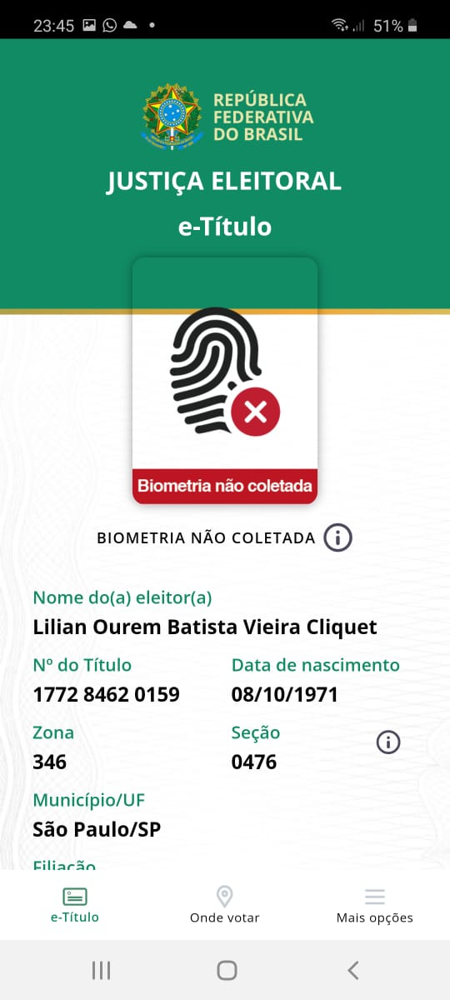 23:45
51%
REPÚBLICA
FEDERATIVA
DO BRASIL
JUSTIÇA ELEITORAL
e-Título
Biometria não coletada
BIOMETRIA NÃO COLETADA
Nome do(a) eleitor(a)
Lilian Ourem Batista Vieira Cliquet
Nº do Título Data de nascimento
1772 8462 0159 08/10/1971
Zona Seção
346 0476
Município/UF
São Paulo/SP
Filiação
e-Título Onde votar Mais opções